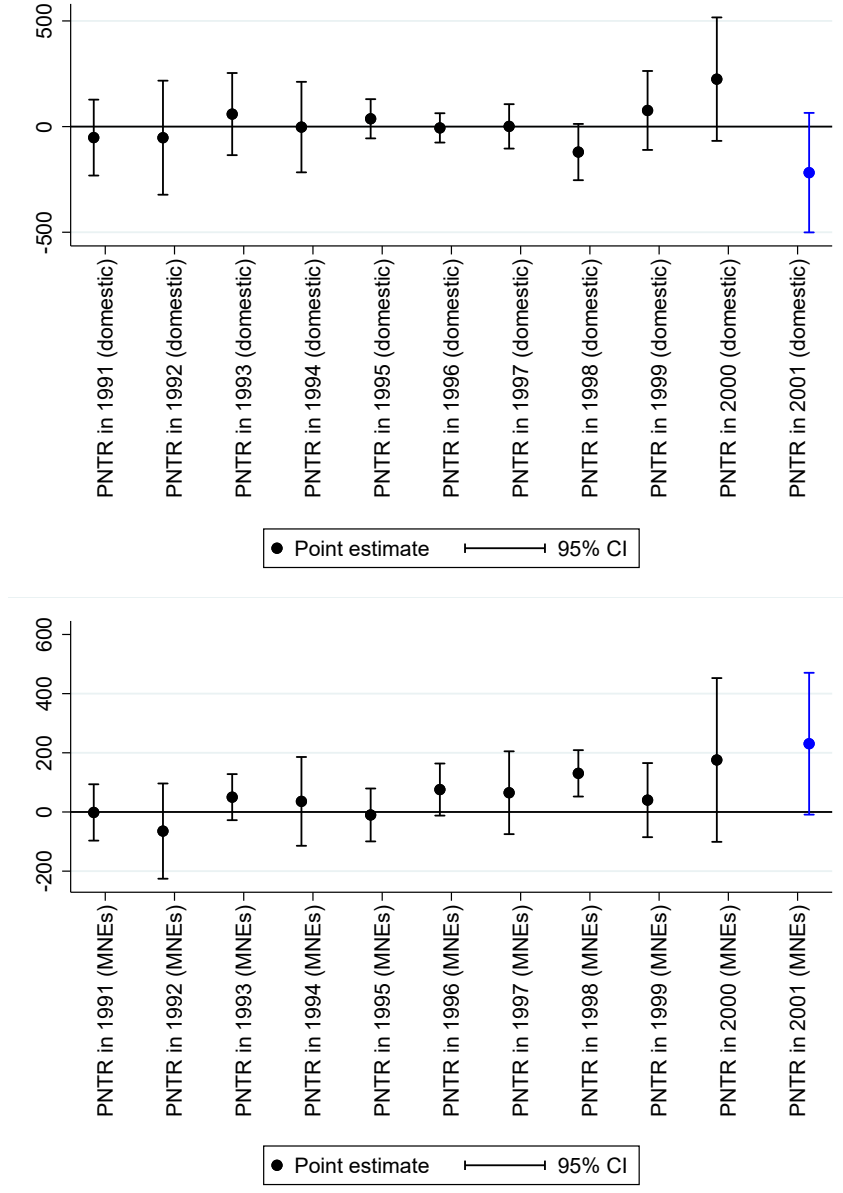 500
0
-500
PNTR in 1991 (domestic)
PNTR in 1992 (domestic)
PNTR in 1993 (domestic)
PNTR in 1994 (domestic)
PNTR in 1995 (domestic)
PNTR in 1996 (domestic)
PNTR in 1997 (domestic)
PNTR in 1998 (domestic)
PNTR in 1999 (domestic)
PNTR in 2000 (domestic)
PNTR in 2001 (domestic)
Point estimate 95% CI
600
400
200
0
-200
PNTR in 1991 (MNEs)
PNTR in 1992 (MNEs)
PNTR in 1993 (MNEs)
PNTR in 1994 (MNEs)
PNTR in 1995 (MNEs)
PNTR in 1996 (MNEs)
PNTR in 1997 (MNEs)
PNTR in 1998 (MNEs)
PNTR in 1999 (MNEs)
PNTR in 2000 (MNEs)
PNTR in 2001 (MNEs)
Point estimate 95% CI